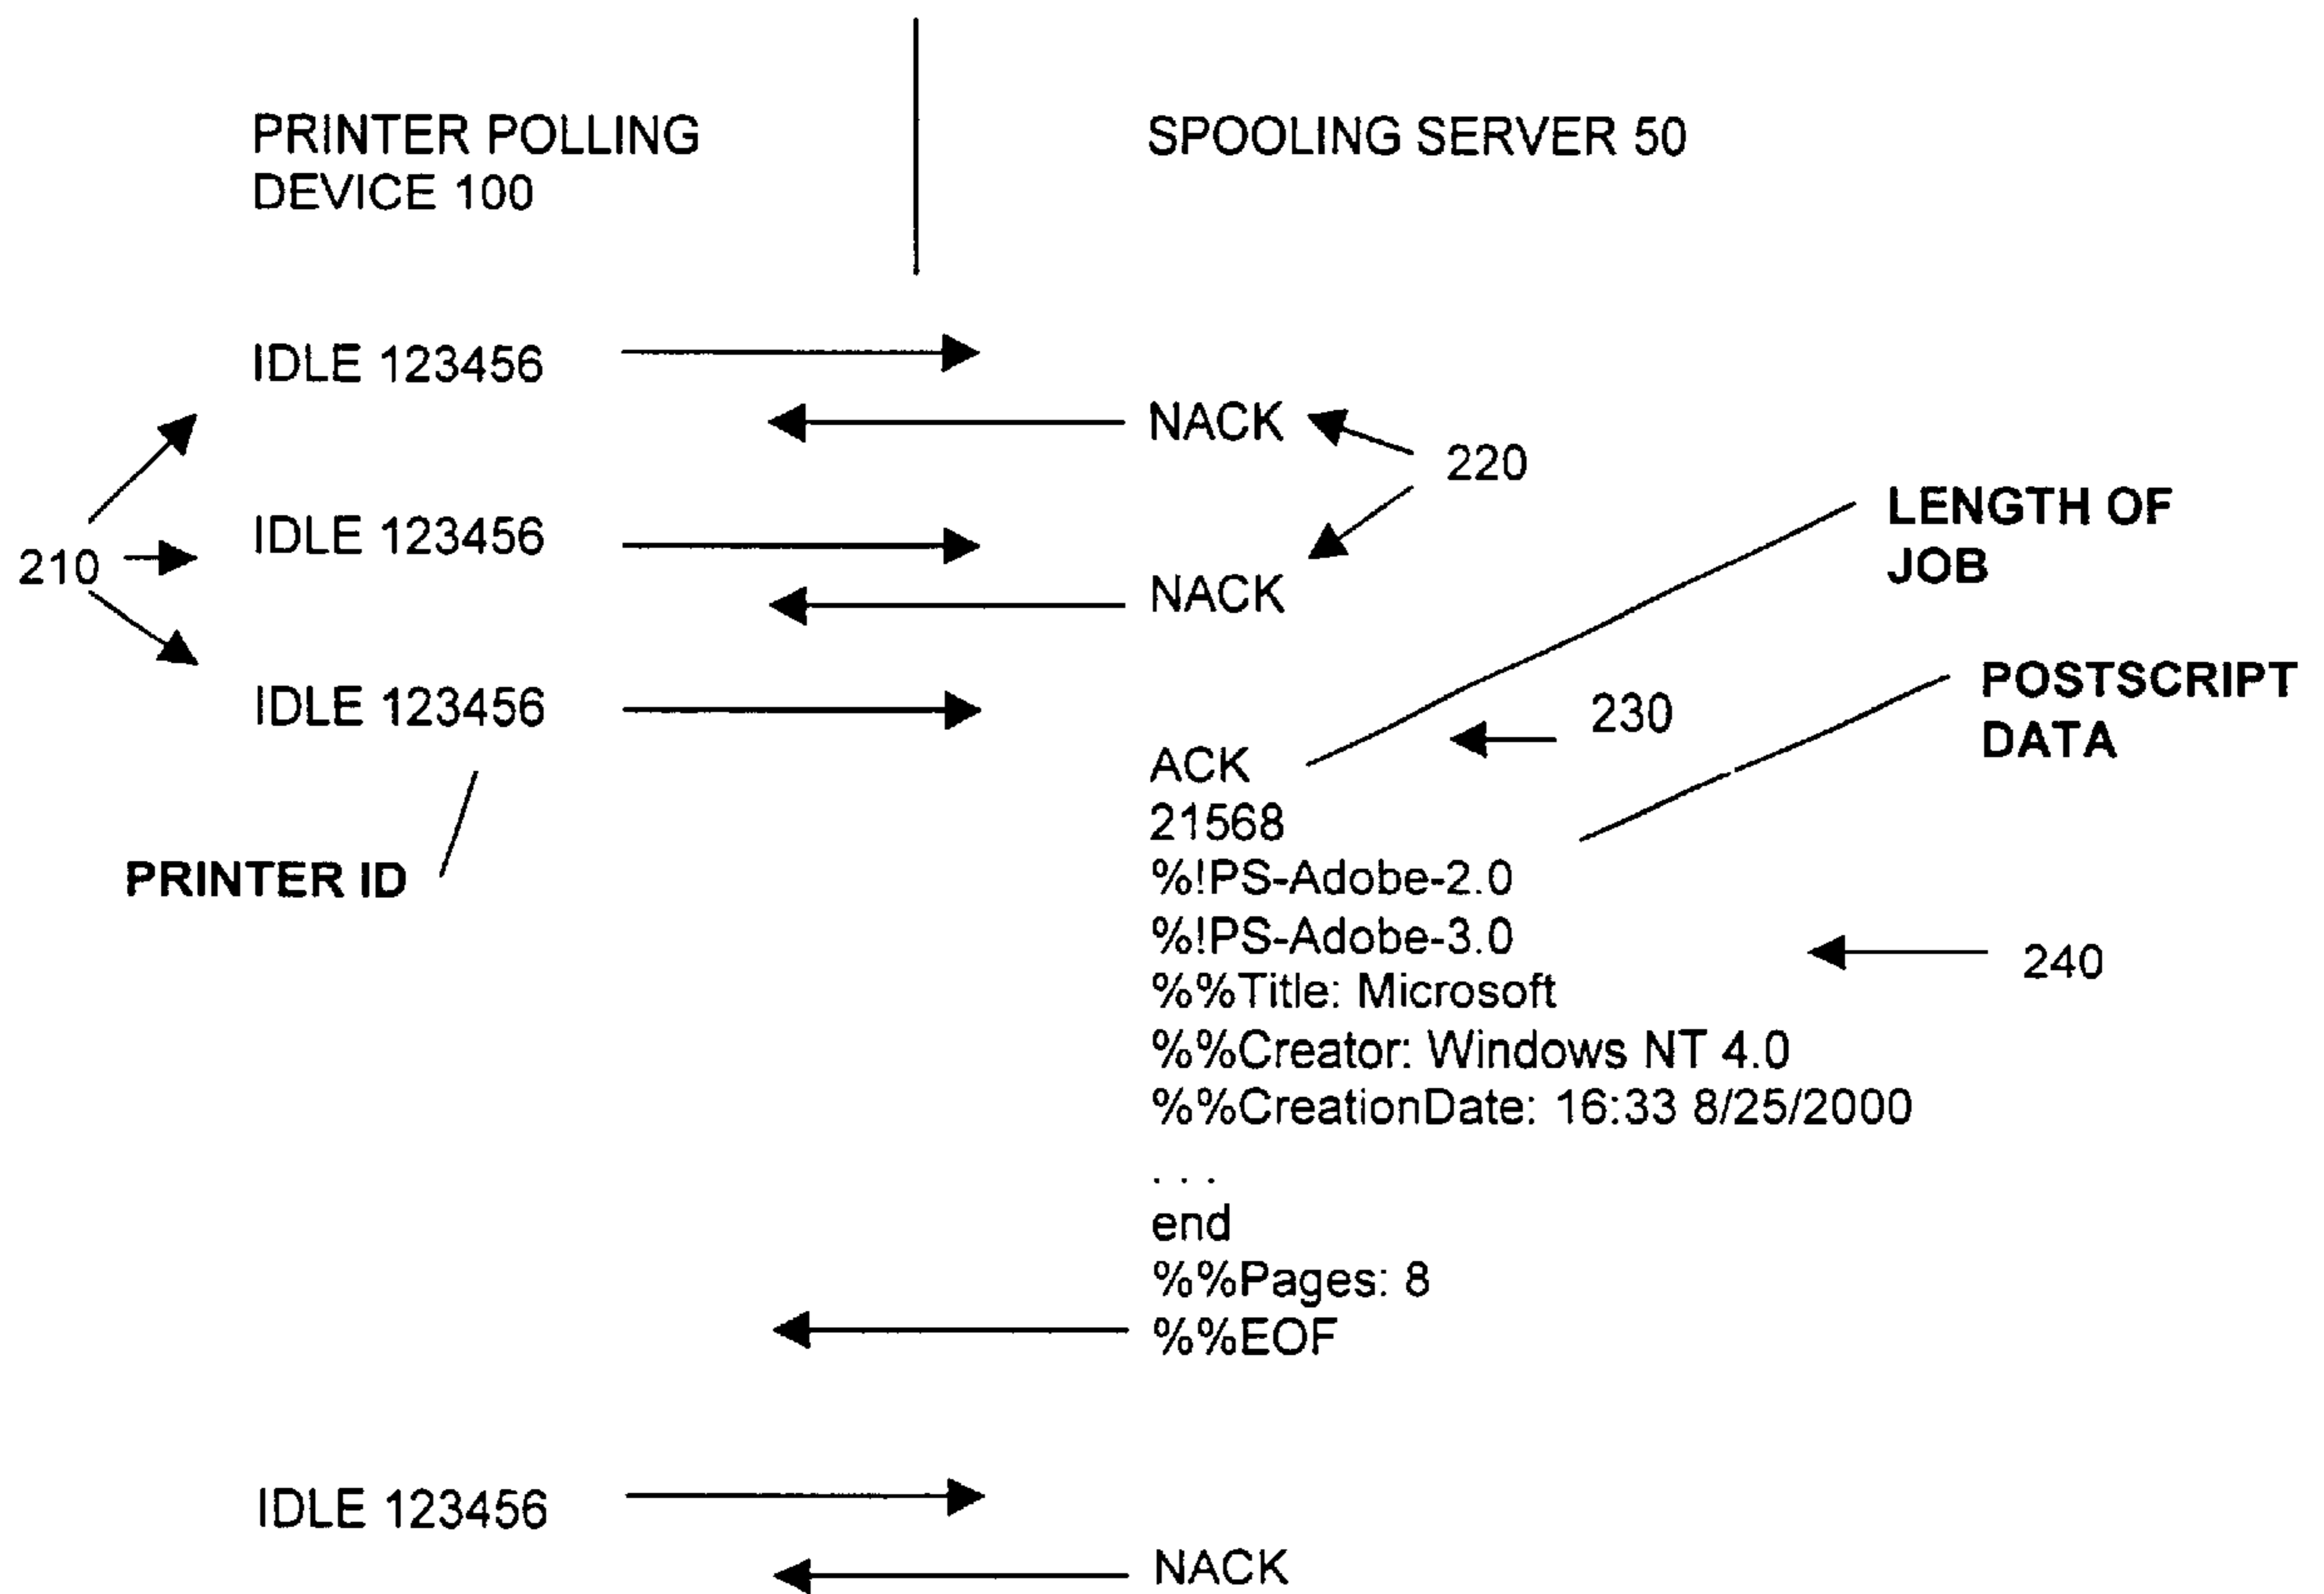 PRINTER POLLING
DEVICE 100
SPOOLING SERVER 50
IDLE 123456
NACK
220
LENGTH OF
JOB
210
IDLE 123456
NACK
POSTSCRIPT
DATA
IDLE 123456
230
PRINTER ID
ACK
21568
%!PS-Adobe-2.0
%!PS-Adobe-3.0
%%Title: Microsoft
%%Creator: Windows NT 4.0
%%CreationDate: 16:33 8/25/2000
. . .
end
%%Pages: 8
%%EOF
240
IDLE 123456
NACK